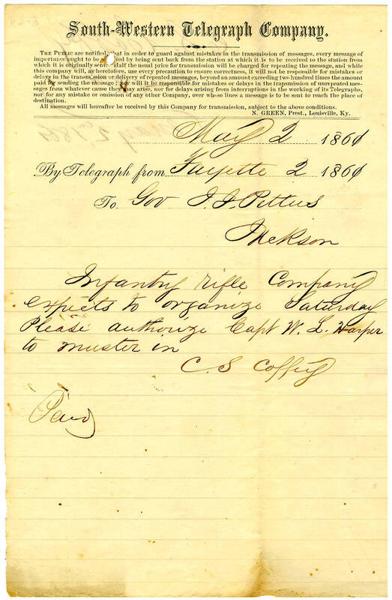 South-Western Telegraph Company.
THE PUBLIC are notified, that in order to guard against mistakes in the transmission of messages, every message of
importance ought to be repeated by being sent back from the station at which it is to be received to the station from
which it is originally sent. Half the usual price for transmission will be charged for repeating the message, and while
this company will, as heretofore, use every precaution to ensure correctness, it will not be responsible for mistakes or
delays in the transmission or delivery of repeated messages, beyond an amount exceeding two hundred times the amount
paid for sending the message; nor will it be responsible for mistakes or delays in the transmission of unrepeated mess-
ages from whatever cause they may arise, nor for delays arising from interruptions in the working of its Telegraphs,
nor for any mistake or omission of any other Company, over whose lines a message is to be sent to reach the place of
destination.
All messages will hereafter be received by this Company for transmission, subject to the above conditions.
N. GREEN, Prest., Louisville, Ky.
May 2 1861
By Telegraph from Fayette 2 1861
To Gov J. J. Pettus
Jackson
Infantry rifle Company
expects to organize Saturday
Please authorize Capt W. L. Harper
to muster in
C. S Coffey
Paid